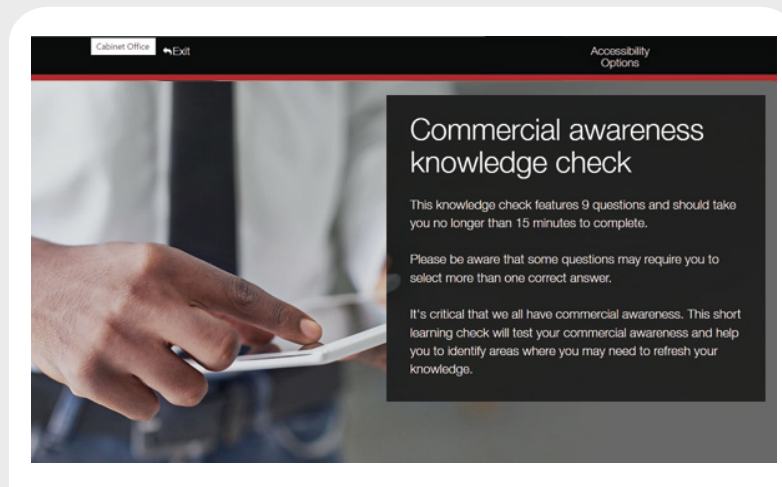 Cabinet Office
Exit
Accessibility
Options
Commercial awareness
knowledge check
This knowledge check features 9 questions and should take
you no longer than 15 minutes to complete.
Please be aware that some questions may require you to
select more than one correct answer.
It's critical that we all have commercial awareness. This short
learning check will test your commercial awareness and help
you to identify areas where you may need to refresh your
knowledge.